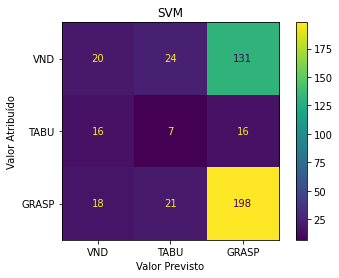 SVM
VND 20 24 131
TABU 16 7 16
GRASP 18 21 198
VND TABU GRASP
Valor Previsto
Valor Atribuído
175
150
125
100
75
50
25